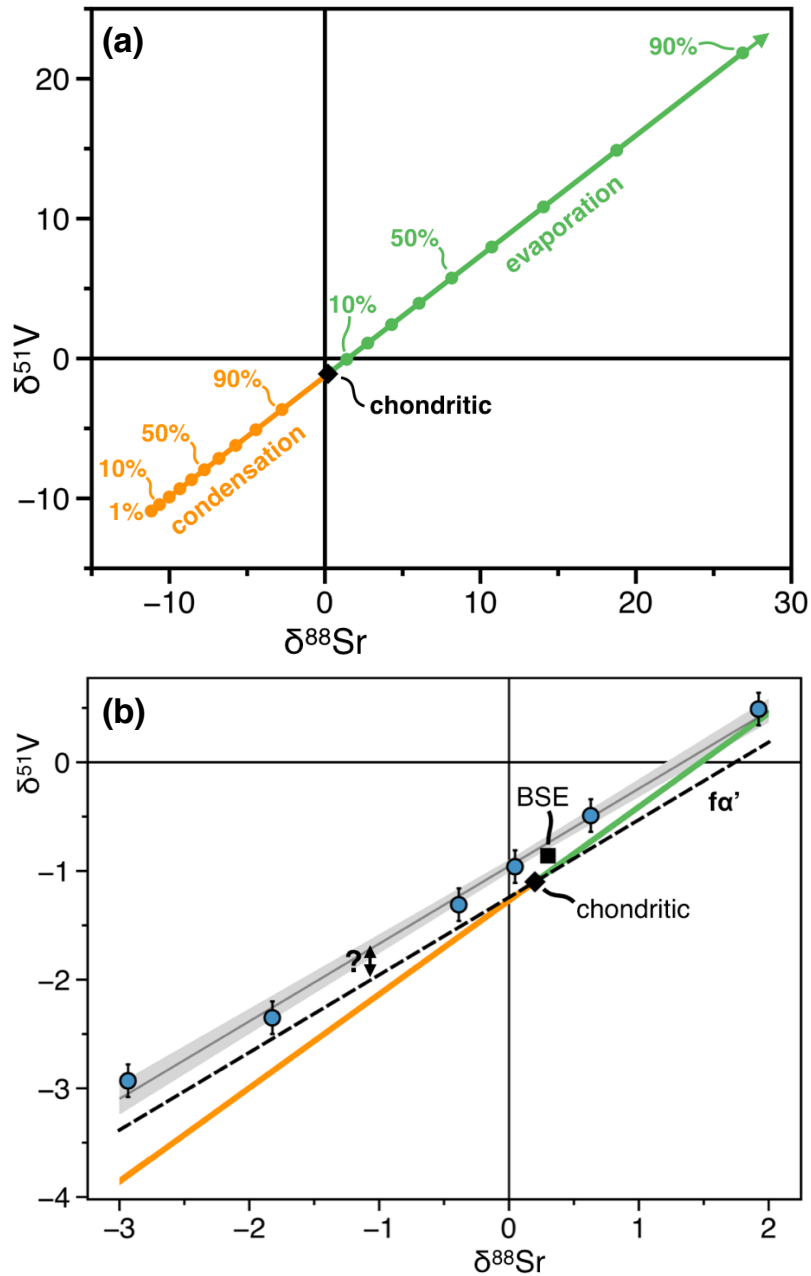 (a)
90%
20
evaporation
10
50%
10%
0
90%
chondritic
50%
10%
condensation
−10
1%
δ⁵¹V
−10
0
10
20
30
δ⁸⁸Sr
(b)
0
BSE
fα’
−1
chondritic
?
−2
−3
−4
δ⁵¹V
−3
−2
−1
0
1
2
δ⁸⁸Sr